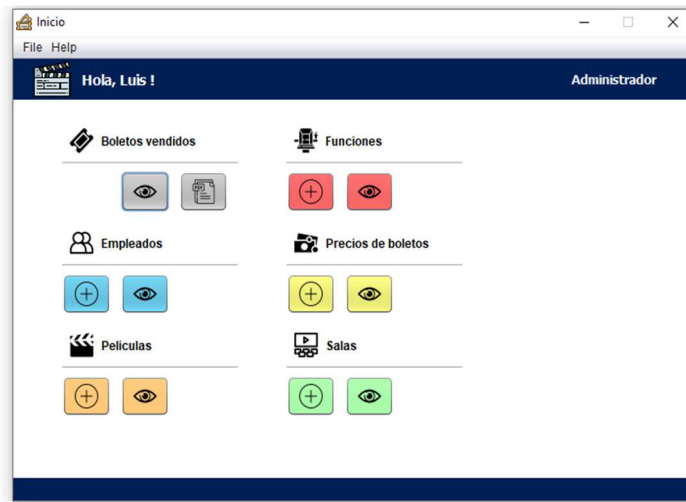 Inicio
File Help
Hola, Luis !
Administrador
Boletos vendidos
Funciones
Empleados
Precios de boletos
Peliculas
Salas